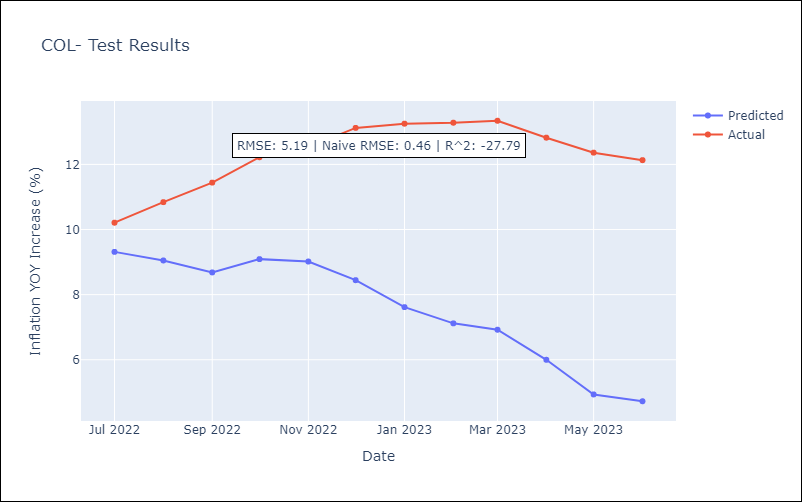 COL- Test Results
Predicted
Actual
RMSE: 5.19 | Naive RMSE: 0.46 | R^2: -27.79
Inflation YOY Increase (%)
12
10
8
6
Jul 2022
Sep 2022
Nov 2022
Jan 2023
Mar 2023
May 2023
Date